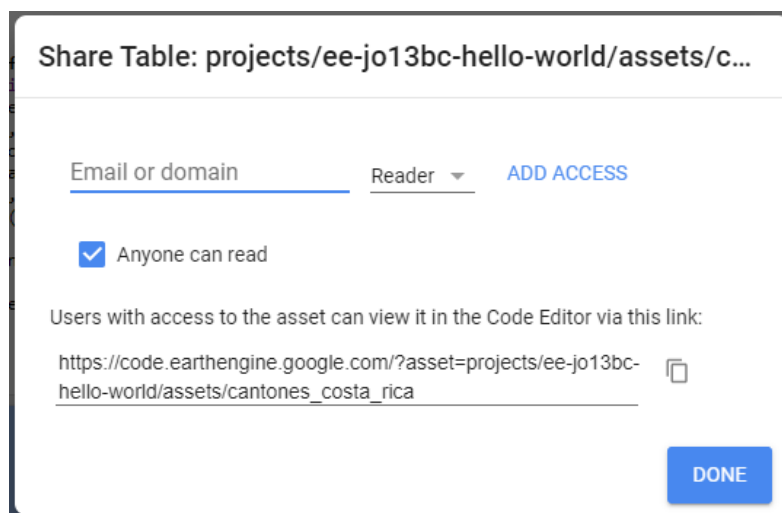 Share Table: projects/ee-jo13bc-hello-world/assets/c...
Email or domain
Reader
ADD ACCESS
Anyone can read
Users with access to the asset can view it in the Code Editor via this link:
https://code.earthengine.google.com/?asset=projects/ee-jo13bc-
hello-world/assets/cantones_costa_rica
DONE